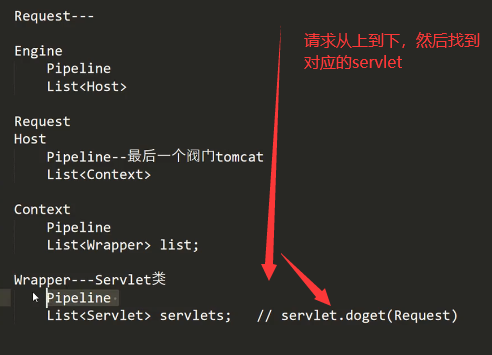 Request---
请求从上到下，然后找到
对应的servlet
Engine
Pipeline
List<Host>
Request
Host
Pipeline--最后一个阀门tomcat
List<Context>
Context
Pipeline
List<Wrapper> list;
Wrapper---Servlet类
Pipeline
List<Servlet> servlets;   // servlet.doget(Request)